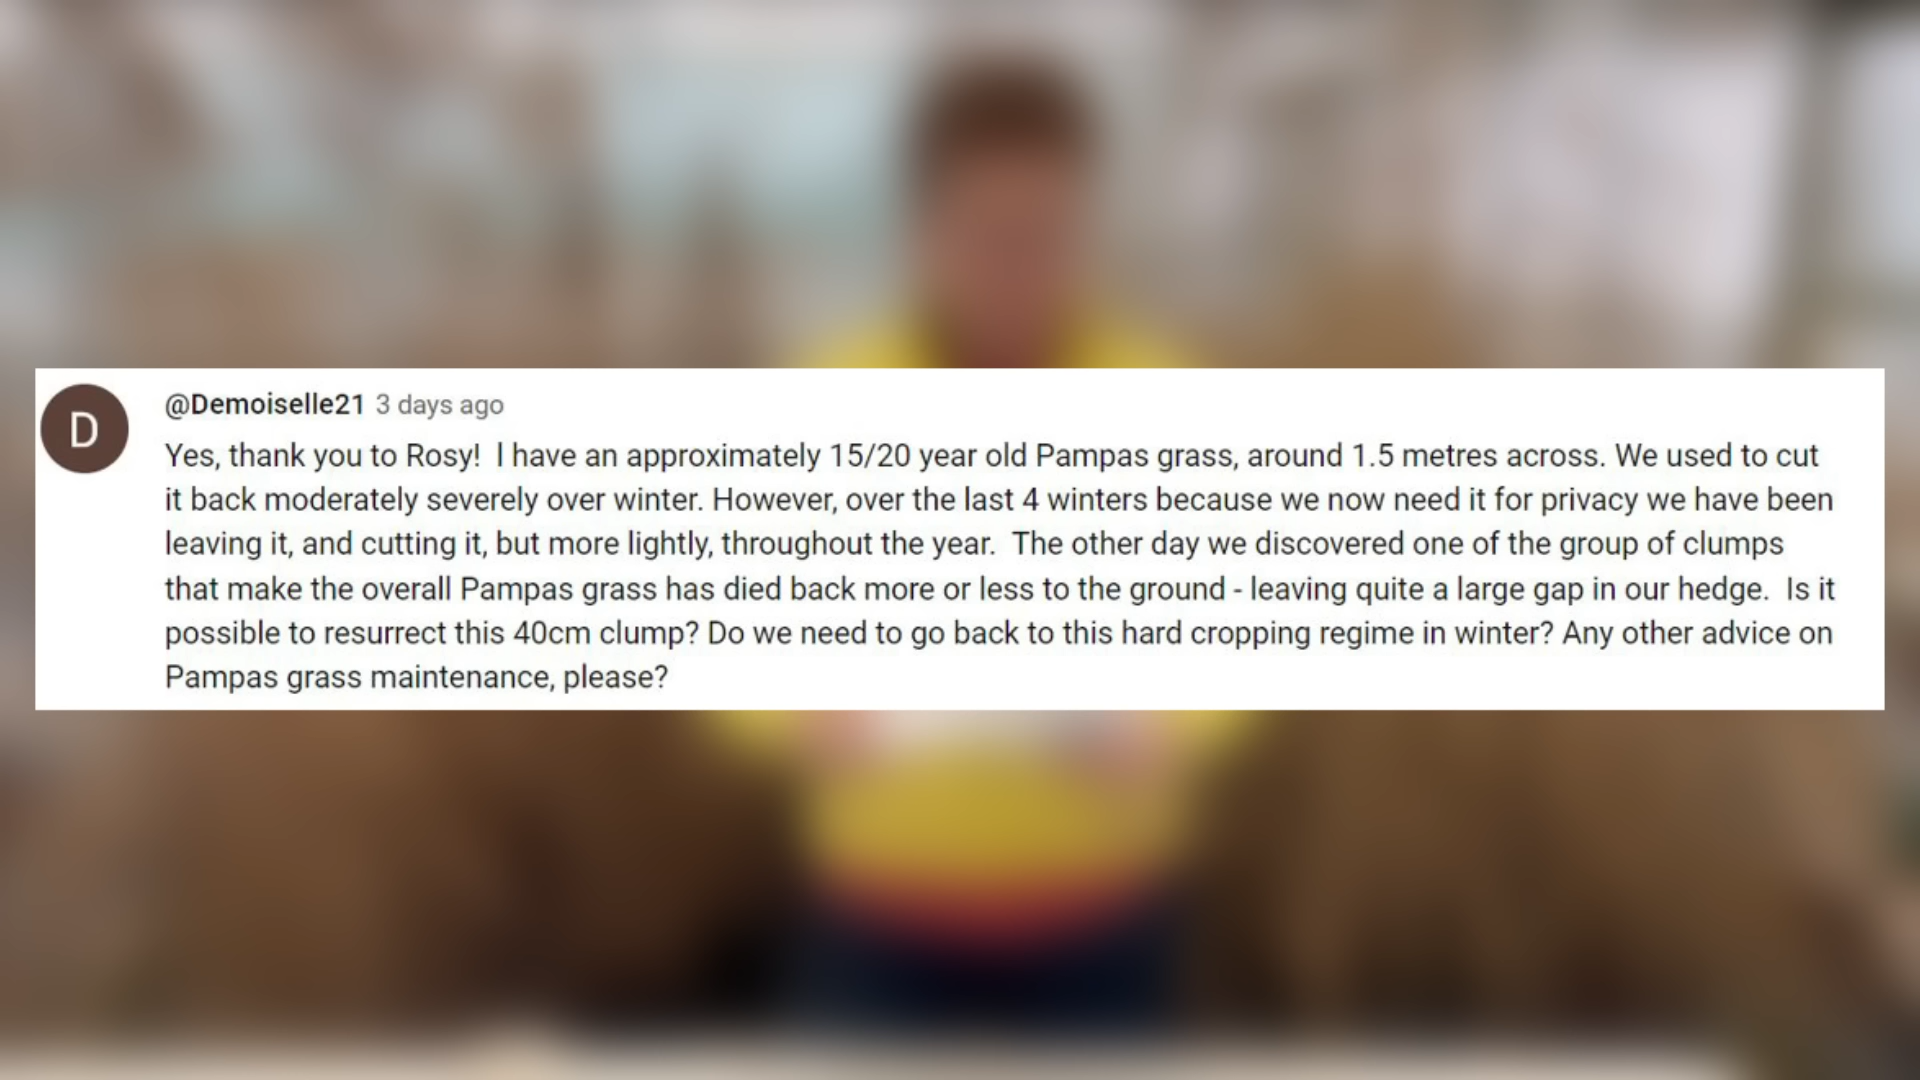 D
@Demoiselle21 3 days ago
Yes, thank you to Rosy!  I have an approximately 15/20 year old Pampas grass, around 1.5 metres across. We used to cut
it back moderately severely over winter. However, over the last 4 winters because we now need it for privacy we have been
leaving it, and cutting it, but more lightly, throughout the year.  The other day we discovered one of the group of clumps
that make the overall Pampas grass has died back more or less to the ground - leaving quite a large gap in our hedge.  Is it
possible to resurrect this 40cm clump? Do we need to go back to this hard cropping regime in winter? Any other advice on
Pampas grass maintenance, please?